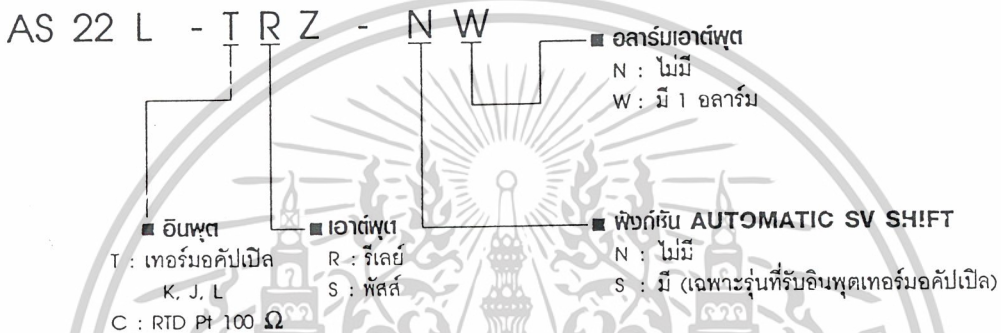 AS 22 L - T R Z - N W
■ อลาร์มเอาต์พุต
N : ไม่มี
W : มี 1 อลาร์ม
■ อินพุต
T : เทอร์มอคัปเปิล
K, J, L
C : RTD Pt 100 Ω
■ เอาต์พุต
R : รีเลย์
S : พัลส์
■ ฟังก์ชัน AUTOMATIC SV SHIFT
N : ไม่มี
S : มี (เฉพาะรุ่นที่รับอินพุตเทอร์มอคัปเปิล)